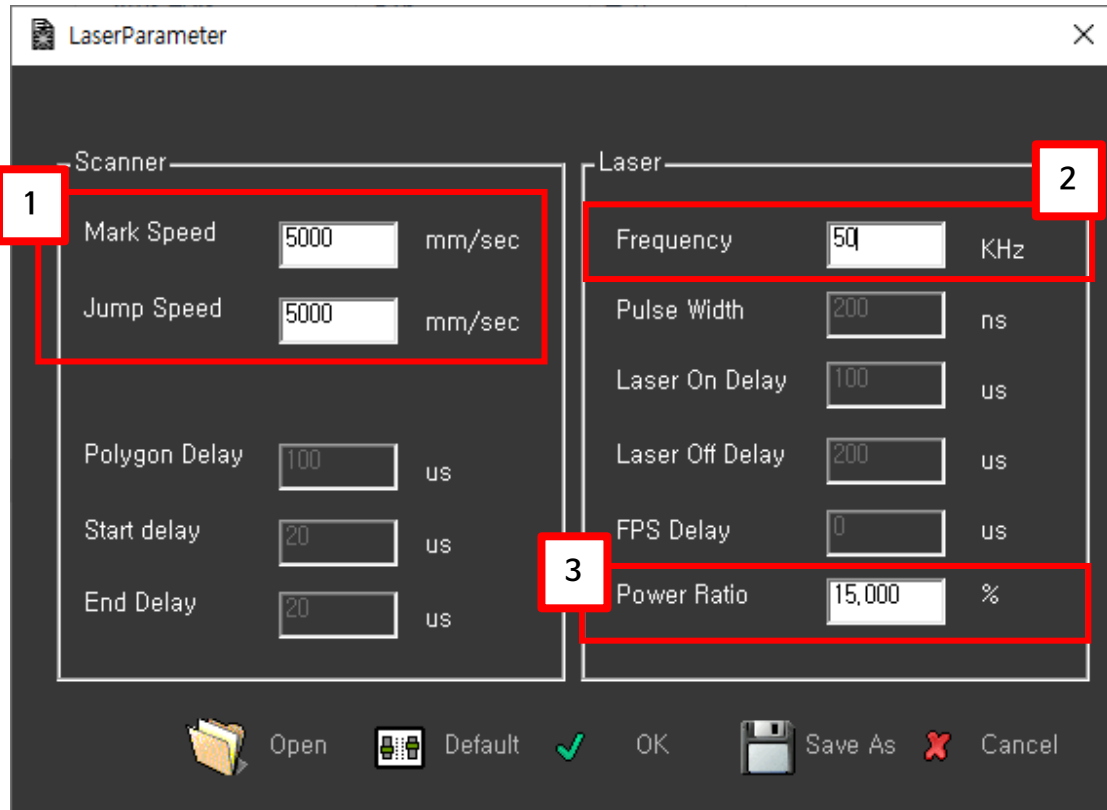 LaserParameter
Scanner
1
Mark Speed 5000 mm/sec
Jump Speed 5000 mm/sec
Polygon Delay 100 us
Start delay 20 us
End Delay 20 us
Laser
2
Frequency 50 KHz
Pulse Width 200 ns
Laser On Delay 100 us
Laser Off Delay 200 us
FPS Delay 0 us
3
Power Ratio 15,000 %
Open Default OK Save As Cancel